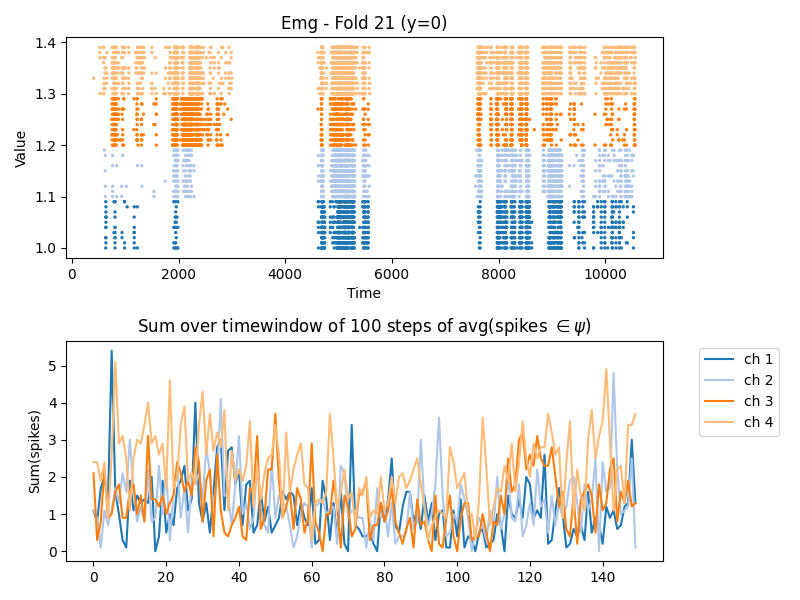 Emg - Fold 21 (y=0)
Value
1.4
1.3
1.2
1.1
1.0
0 2000 4000 6000 8000 10000
Time
Sum over timewindow of 100 steps of avg(spikes ∈ψ)
Sum(spikes)
5
4
3
2
1
0
0 20 40 60 80 100 120 140
ch 1
ch 2
ch 3
ch 4